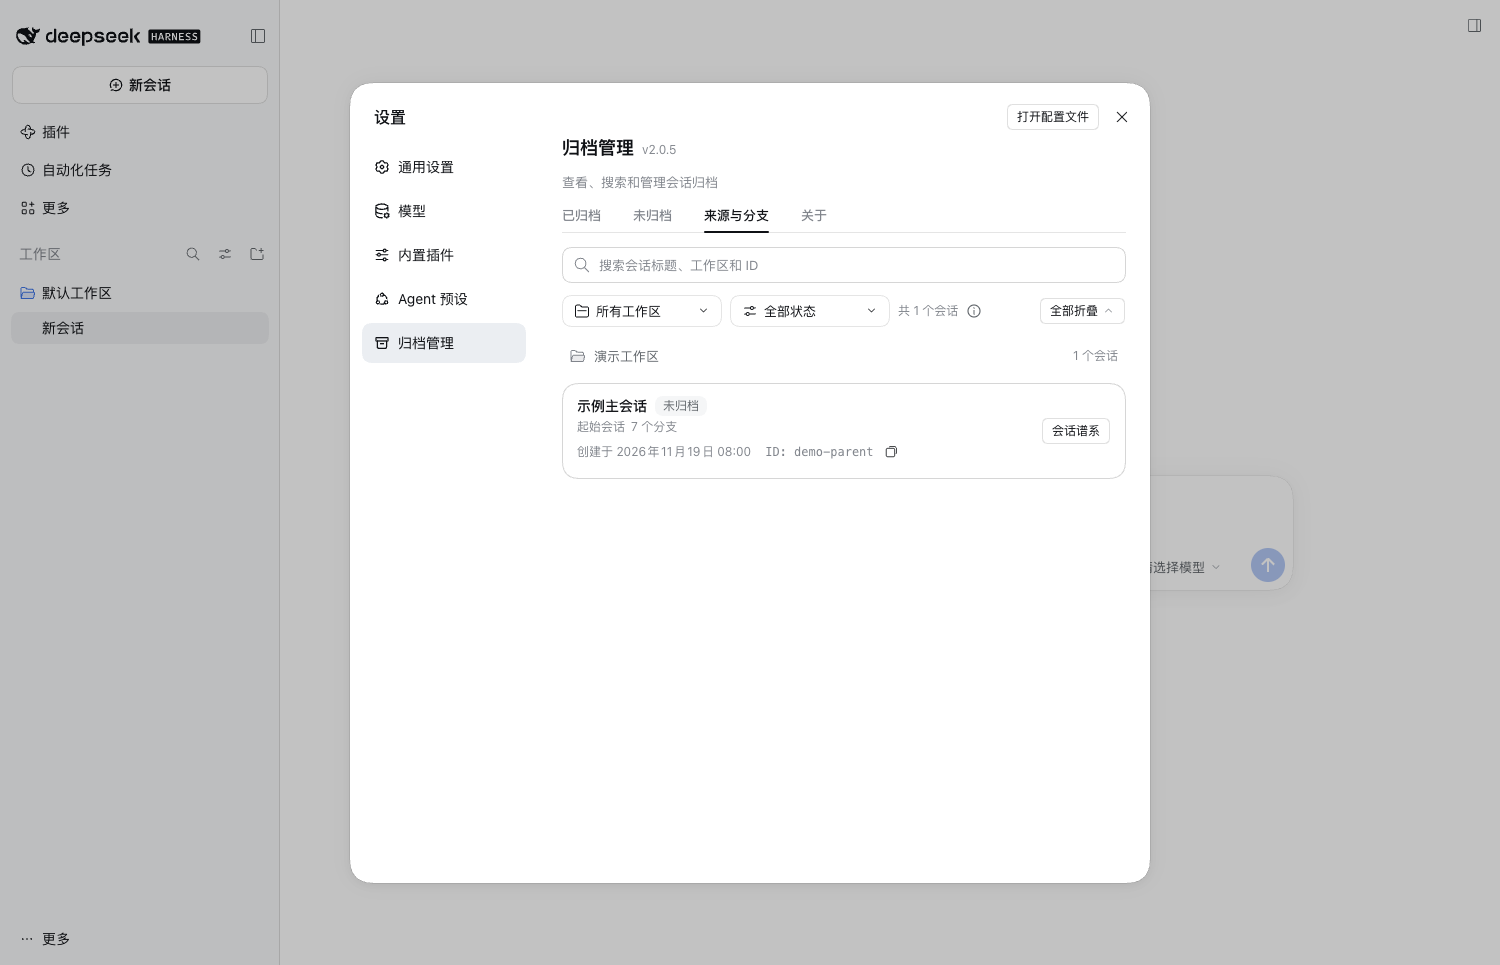 deepseek HARNESS
新会话
插件
自动化任务
更多
工作区
默认工作区
新会话
更多
设置
打开配置文件
通用设置
模型
内置插件
Agent 预设
归档管理
归档管理 v2.0.5
查看、搜索和管理会话归档
已归档 未归档 来源与分支 关于
搜索会话标题、工作区和 ID
所有工作区 全部状态 共 1 个会话 全部折叠
演示工作区 1 个会话
示例主会话 未归档
起始会话 7 个分支
会话谱系
创建于 2026年11月19日 08:00 ID: demo-parent
选择模型